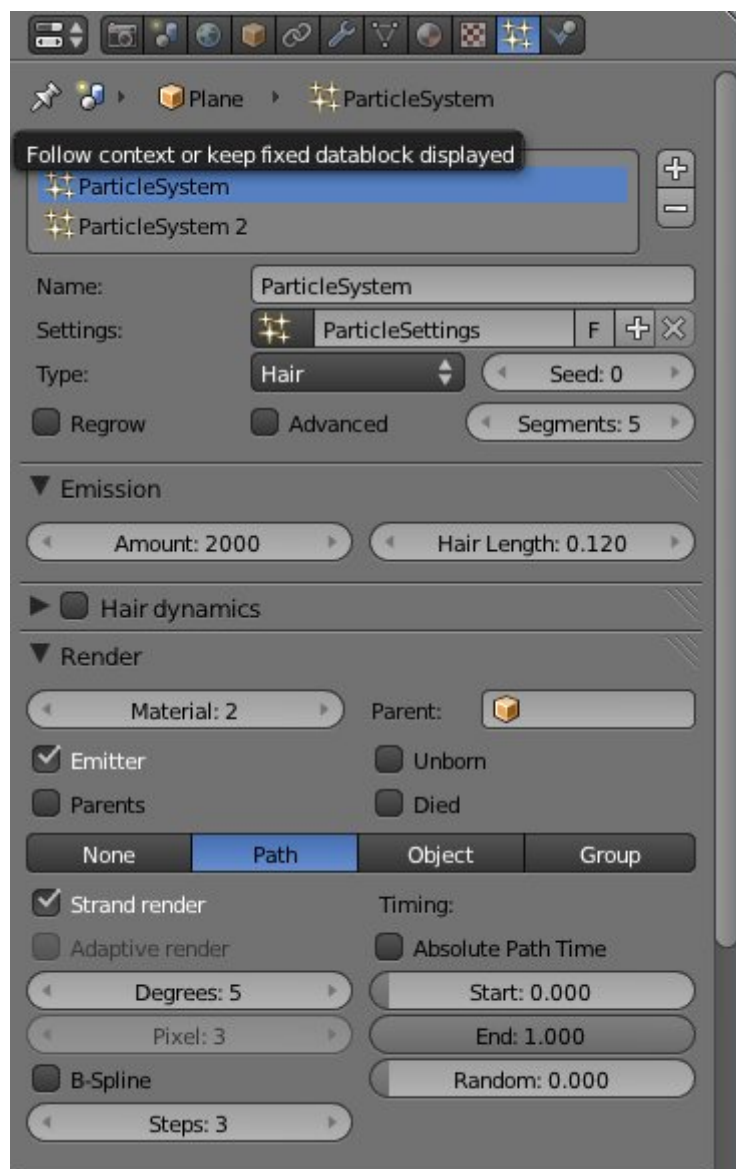 Plane ParticleSystem
Follow context or keep fixed datablock displayed
ParticleSystem
ParticleSystem 2
Name: ParticleSystem
Settings: ParticleSettings F
Type: Hair Seed: 0
Regrow Advanced Segments: 5
Emission
Amount: 2000 Hair Length: 0.120
Hair dynamics
Render
Material: 2 Parent:
Emitter Unborn
Parents Died
None Path Object Group
Strand render Timing:
Adaptive render Absolute Path Time
Degrees: 5 Start: 0.000
Pixel: 3 End: 1.000
B-Spline Random: 0.000
Steps: 3